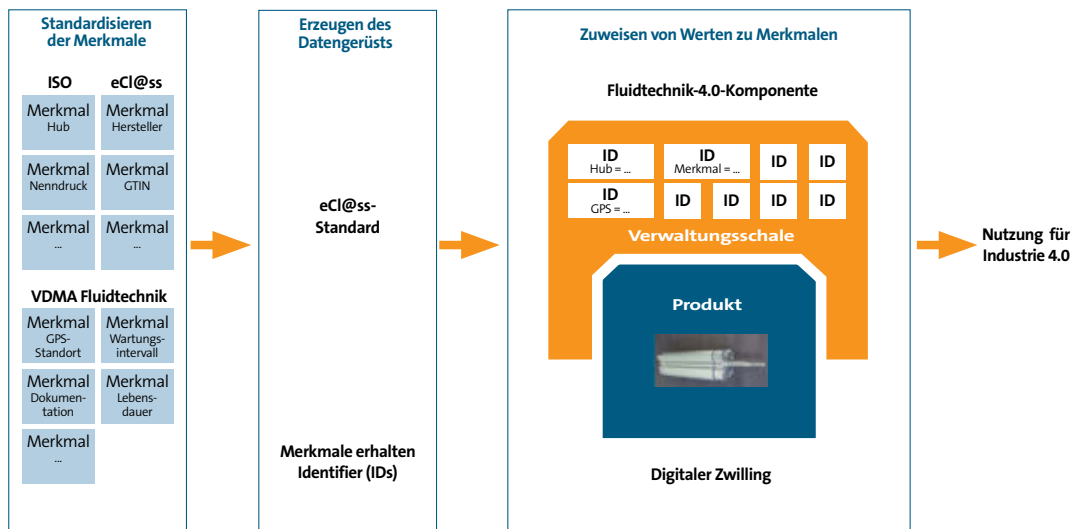 Standardisieren
der Merkmale
ISO
eCl@ss
Merkmal
Hub
Merkmal
Hersteller
Merkmal
Nenndruck
Merkmal
GTIN
Merkmal
...
Merkmal
...
VDMA Fluidtechnik
Merkmal
GPS-
Standort
Merkmal
Wartungs-
intervall
Merkmal
Dokumen-
tation
Merkmal
Lebens-
dauer
Merkmal
...
Erzeugen des
Datengerüsts
eCl@ss-
Standard
Merkmale erhalten
Identifier (IDs)
Zuweisen von Werten zu Merkmalen
Fluidtechnik-4.0-Komponente
ID
Hub = ...
ID
Merkmal = ...
ID
ID
ID
GPS = ...
ID
ID
ID
ID
Verwaltungsschale
Produkt
Digitaler Zwilling
Nutzung für
Industrie 4.0